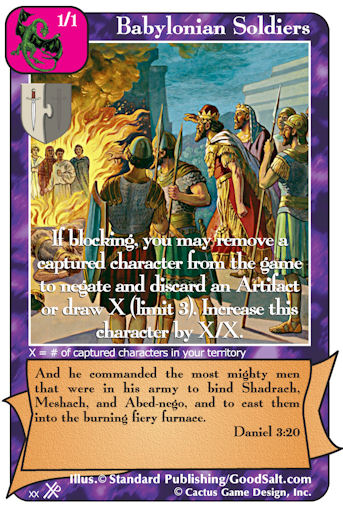 1/1
Babylonian Soldiers
If blocking, you may remove a
captured character from the game
to negate and discard an Artifact
or draw X (limit 3). Increase this
character by X/X.
X = # of captured characters in your territory
And he commanded the most mighty men
that were in his army to bind Shadrach,
Meshach, and Abed-nego, and to cast them
into the burning fiery furnace.
Daniel 3:20
Illus.© Standard Publishing/GoodSalt.com
XX
© Cactus Game Design, Inc.